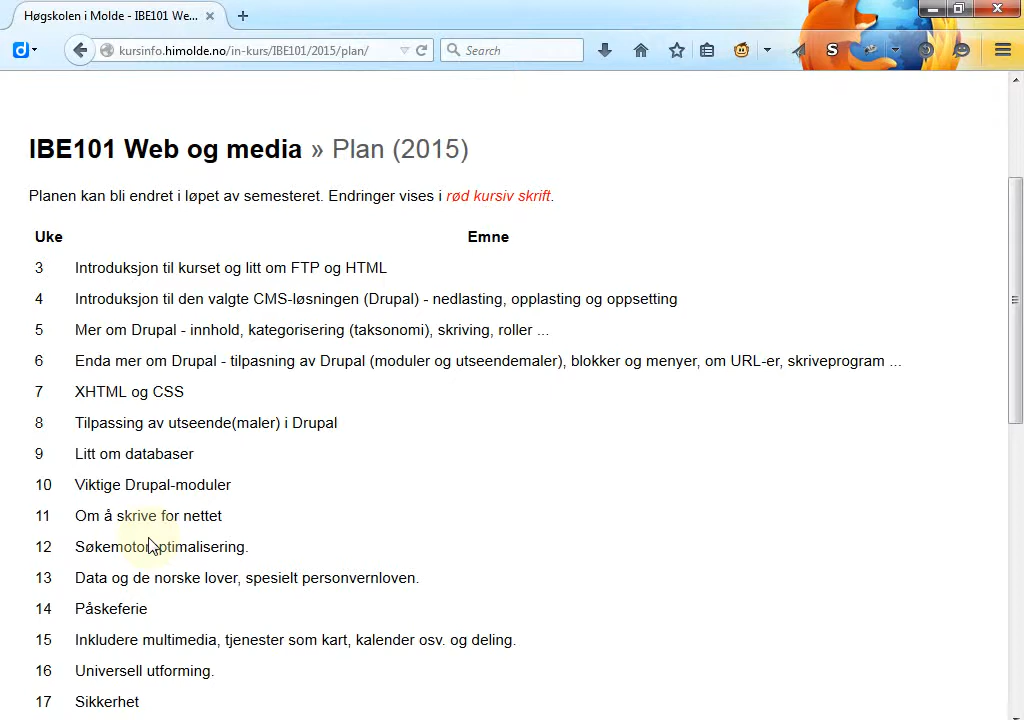 Høgskolen i Molde - IBE101 We...
kursinfo.himolde.no/in-kurs/IBE101/2015/plan/
Search
IBE101 Web og media » Plan (2015)
Planen kan bli endret i løpet av semesteret. Endringer vises i rød kursiv skrift.
Uke Emne
3 Introduksjon til kurset og litt om FTP og HTML
4 Introduksjon til den valgte CMS-løsningen (Drupal) - nedlasting, opplasting og oppsetting
5 Mer om Drupal - innhold, kategorisering (taksonomi), skriving, roller ...
6 Enda mer om Drupal - tilpasning av Drupal (moduler og utseendemaler), blokker og menyer, om URL-er, skriveprogram ...
7 XHTML og CSS
8 Tilpassing av utseende(maler) i Drupal
9 Litt om databaser
10 Viktige Drupal-moduler
11 Om å skrive for nettet
12 Søkemotoroptimalisering.
13 Data og de norske lover, spesielt personvernloven.
14 Påskeferie
15 Inkludere multimedia, tjenester som kart, kalender osv. og deling.
16 Universell utforming.
17 Sikkerhet